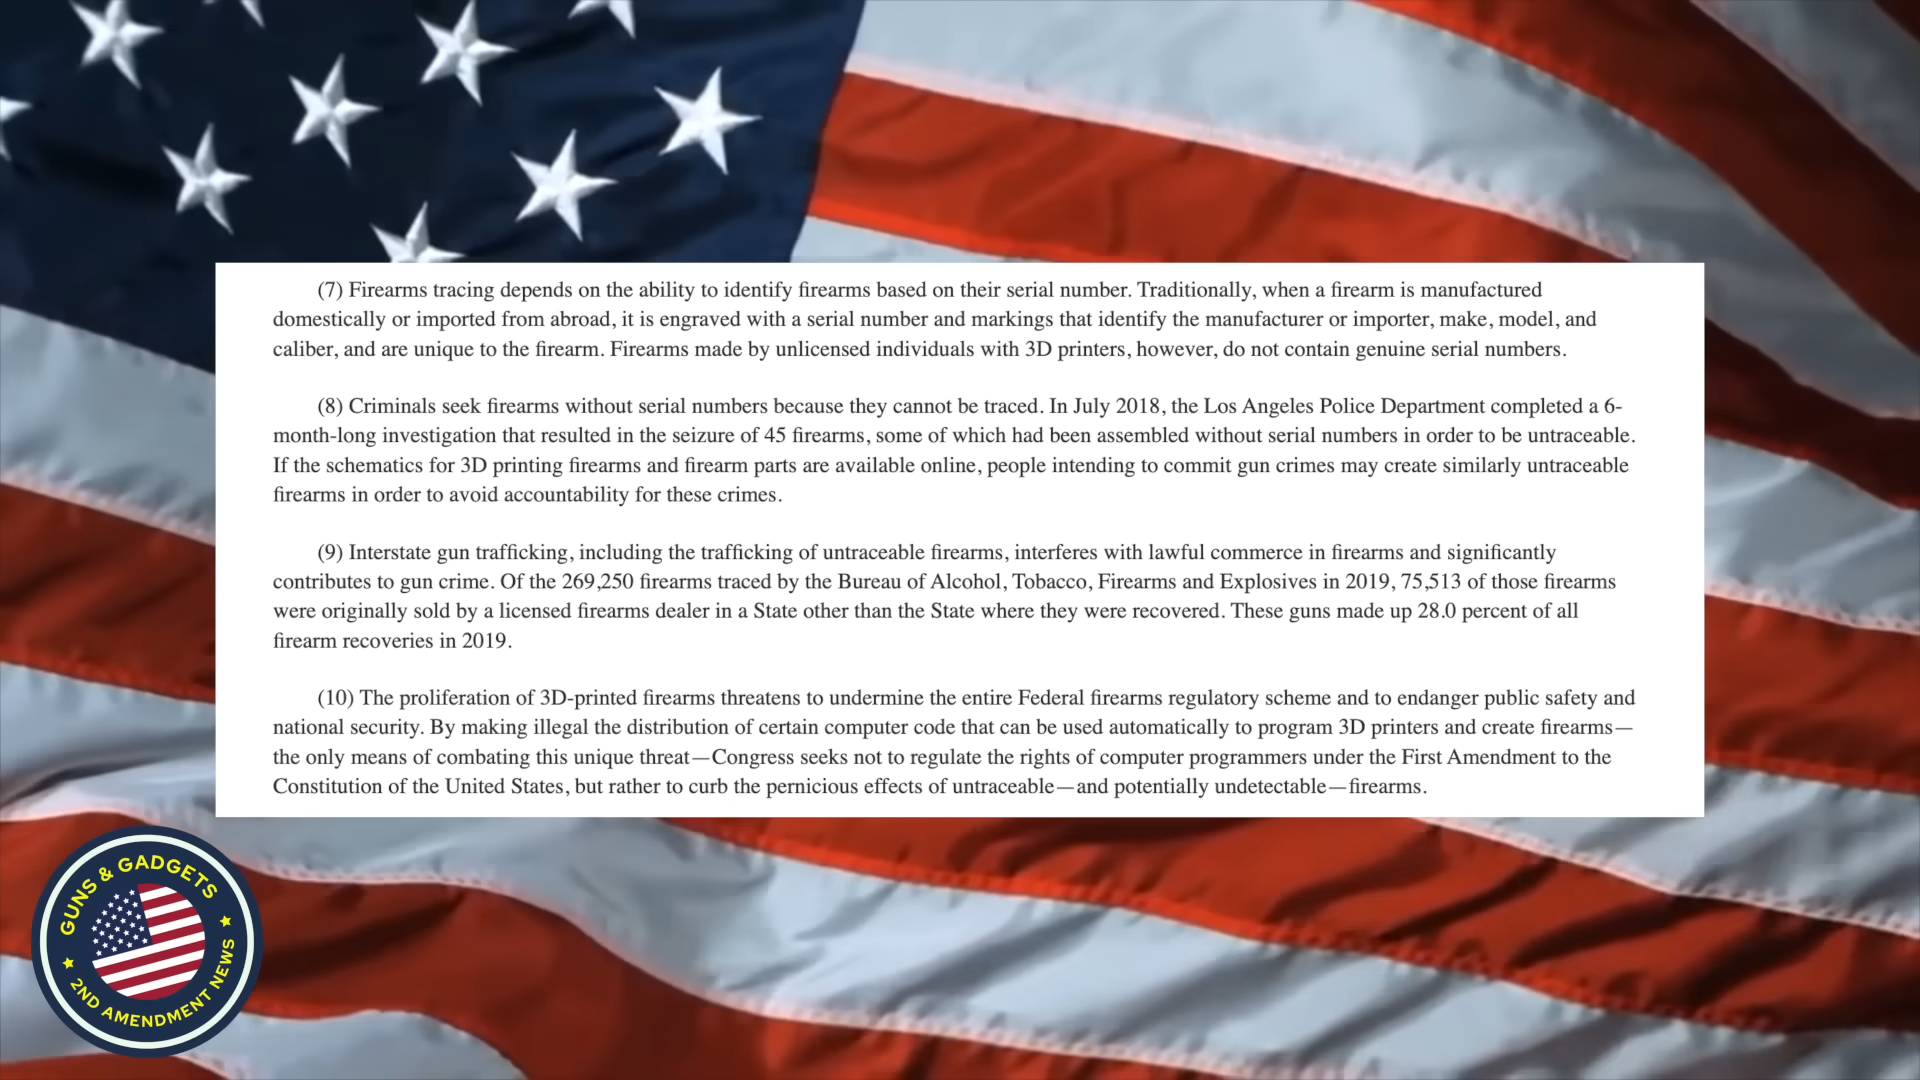 (7) Firearms tracing depends on the ability to identify firearms based on their serial number. Traditionally, when a firearm is manufactured
domestically or imported from abroad, it is engraved with a serial number and markings that identify the manufacturer or importer, make, model, and
caliber, and are unique to the firearm. Firearms made by unlicensed individuals with 3D printers, however, do not contain genuine serial numbers.
(8) Criminals seek firearms without serial numbers because they cannot be traced. In July 2018, the Los Angeles Police Department completed a 6-
month-long investigation that resulted in the seizure of 45 firearms, some of which had been assembled without serial numbers in order to be untraceable.
If the schematics for 3D printing firearms and firearm parts are available online, people intending to commit gun crimes may create similarly untraceable
firearms in order to avoid accountability for these crimes.
(9) Interstate gun trafficking, including the trafficking of untraceable firearms, interferes with lawful commerce in firearms and significantly
contributes to gun crime. Of the 269,250 firearms traced by the Bureau of Alcohol, Tobacco, Firearms and Explosives in 2019, 75,513 of those firearms
were originally sold by a licensed firearms dealer in a State other than the State where they were recovered. These guns made up 28.0 percent of all
firearm recoveries in 2019.
(10) The proliferation of 3D-printed firearms threatens to undermine the entire Federal firearms regulatory scheme and to endanger public safety and
national security. By making illegal the distribution of certain computer code that can be used automatically to program 3D printers and create firearms—
the only means of combating this unique threat—Congress seeks not to regulate the rights of computer programmers under the First Amendment to the
Constitution of the United States, but rather to curb the pernicious effects of untraceable—and potentially undetectable—firearms.
GUNS & GADGETS
2ND AMENDMENT NEWS